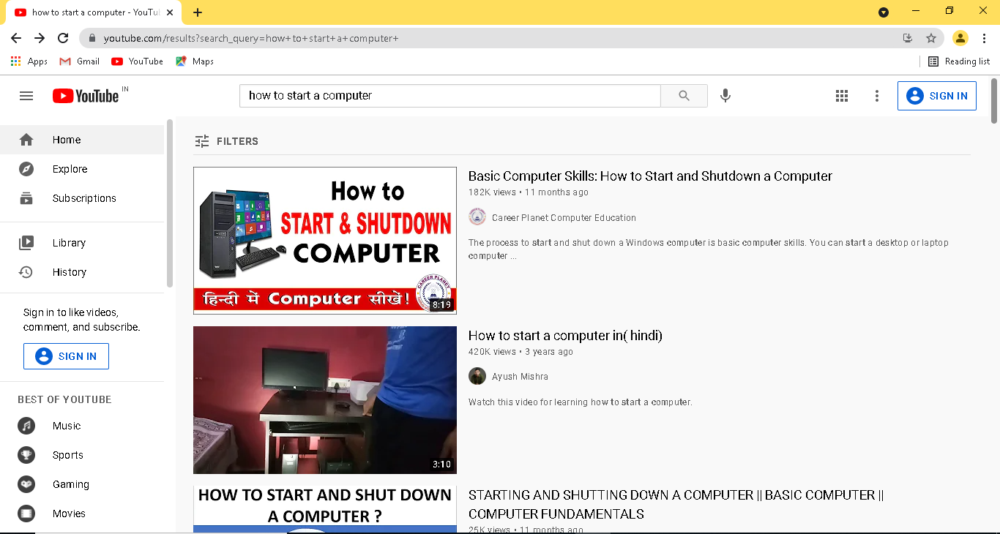 how to start a computer - YouTu
youtube.com/results?search_query=how+to+start+a+computer+
Apps Gmail YouTube Maps Reading list
YouTube IN
how to start a computer
SIGN IN
Home
Explore
Subscriptions
Library
History
Sign in to like videos,
comment, and subscribe.
SIGN IN
BEST OF YOUTUBE
Music
Sports
Gaming
Movies
FILTERS
How to
START & SHUTDOWN
COMPUTER
हिन्दी में Computer सीखें!
CAREER PLANET
8:19
Basic Computer Skills: How to Start and Shutdown a Computer
182K views • 11 months ago
Career Planet Computer Education
The process to start and shut down a Windows computer is basic computer skills. You can start a desktop or laptop
computer ...
3:10
How to start a computer in( hindi)
420K views • 3 years ago
Ayush Mishra
Watch this video for learning how to start a computer.
HOW TO START AND SHUT DOWN
A COMPUTER ?
STARTING AND SHUTTING DOWN A COMPUTER || BASIC COMPUTER ||
COMPUTER FUNDAMENTALS
25K views • 11 months ago